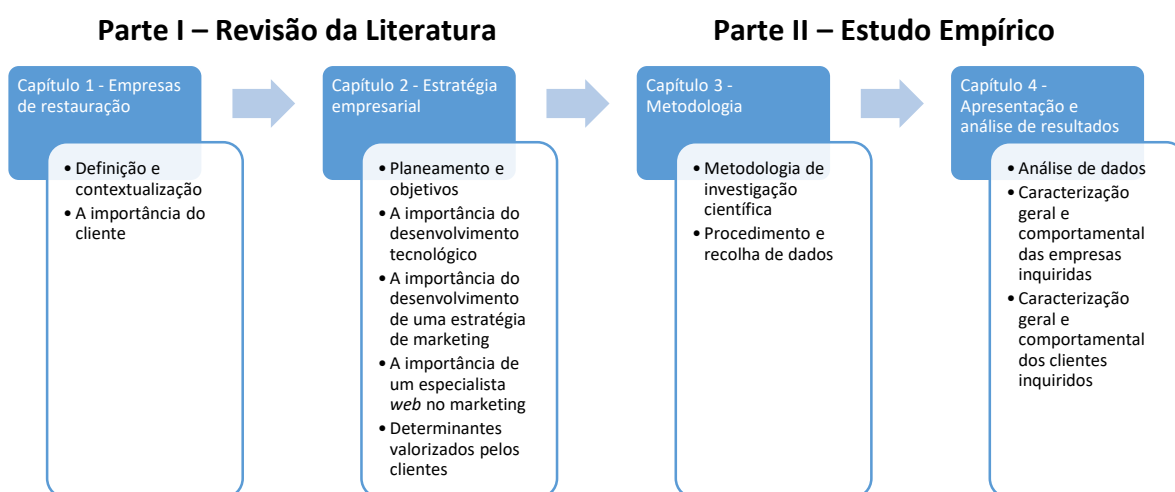 Parte I – Revisão da Literatura
Capítulo 1 - Empresas
de restauração
• Definição e
contextualização
• A importância do
cliente
Capítulo 2 - Estratégia
empresarial
• Planeamento e
objetivos
• A importância do
desenvolvimento
tecnológico
• A importância do
desenvolvimento
de uma estratégia
de marketing
• A importância de
um especialista
web no marketing
• Determinantes
valorizados pelos
clientes
Parte II – Estudo Empírico
Capítulo 3 -
Metodologia
• Metodologia de
investigação
científica
• Procedimento e
recolha de dados
Capítulo 4 -
Apresentação e
análise de resultados
• Análise de dados
• Caracterização
geral e
comportamental
das empresas
inquiridas
• Caracterização
geral e
comportamental
dos clientes
inquiridos